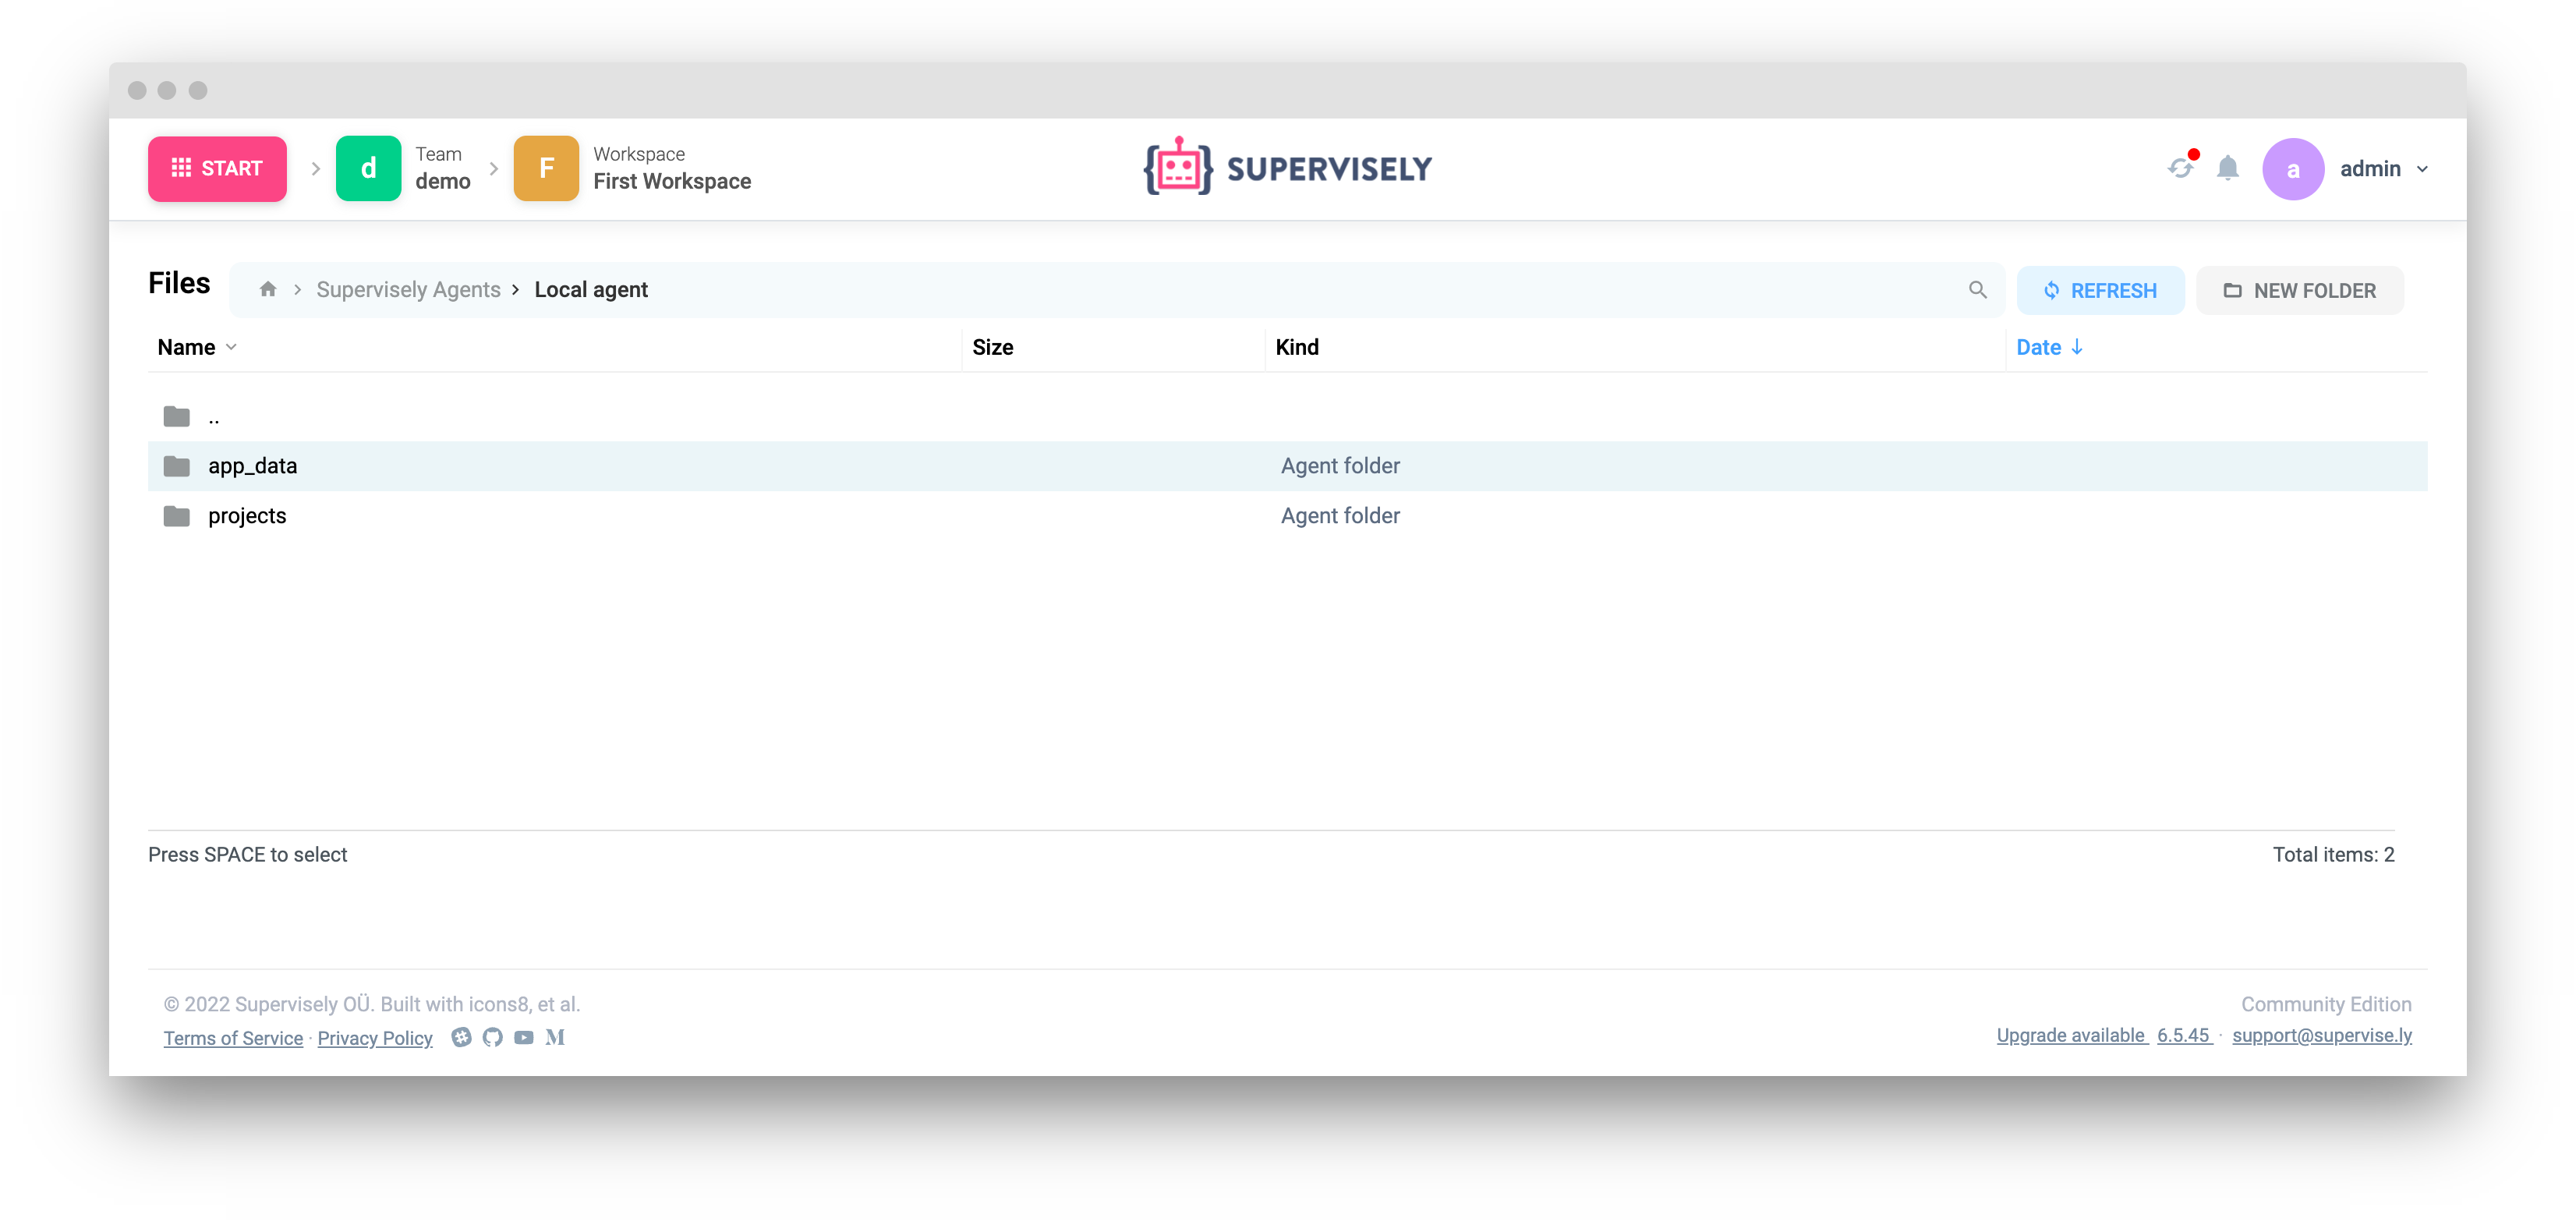 START
d
Team
demo
F
Workspace
First Workspace
SUPERVISELY
a
admin
Files
Supervisely Agents
Local agent
REFRESH
NEW FOLDER
Name
Size
Kind
Date
..
app_data
Agent folder
projects
Agent folder
Press SPACE to select
Total items: 2
© 2022 Supervisely OÜ. Built with icons8, et al.
Community Edition
Terms of Service · Privacy Policy
Upgrade available 6.5.45 · support@supervise.ly